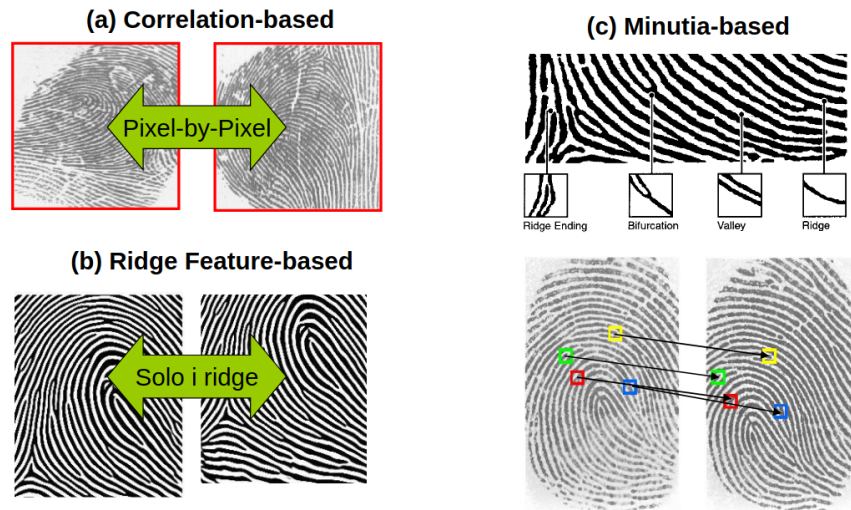 (a) Correlation-based
Pixel-by-Pixel
(b) Ridge Feature-based
Solo i ridge
(c) Minutia-based
Ridge Ending
Bifurcation
Valley
Ridge